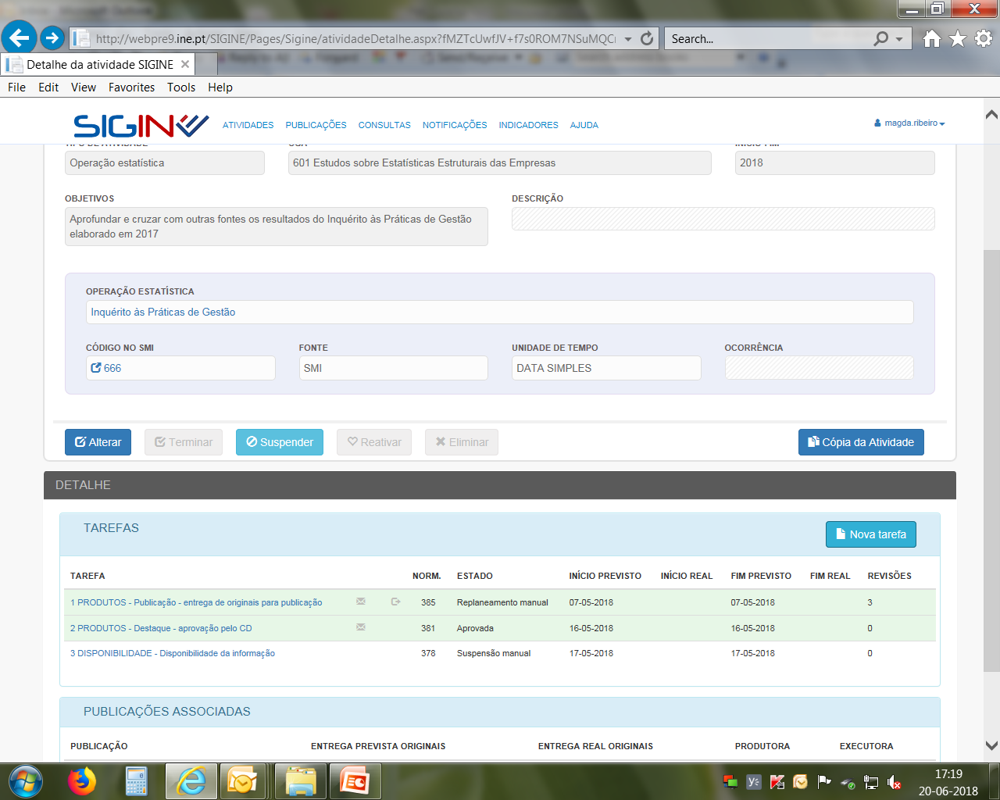 http://webpre9.ine.pt/SIGINE/Pages/Sigine/atividadeDetalhe.aspx?fMZTcUwfJV+f7s0ROM7NSuMQC
Search...
Detalhe da atividade SIGINE
File Edit View Favorites Tools Help
SIGINE
ATIVIDADES PUBLICAÇÕES CONSULTAS NOTIFICAÇÕES INDICADORES AJUDA
magda.ribeiro
TIPO DE ATIVIDADE
Operação estatística
601 Estudos sobre Estatísticas Estruturais das Empresas
2018
OBJETIVOS
DESCRIÇÃO
Aprofundar e cruzar com outras fontes os resultados do Inquérito às Práticas de Gestão
elaborado em 2017
OPERAÇÃO ESTATÍSTICA
Inquérito às Práticas de Gestão
CÓDIGO NO SMI FONTE UNIDADE DE TEMPO OCORRÊNCIA
666 SMI DATA SIMPLES
Alterar Terminar Suspender Reativar Eliminar Cópia da Atividade
DETALHE
TAREFAS
Nova tarefa
TAREFA NORM. ESTADO INÍCIO PREVISTO INÍCIO REAL FIM PREVISTO FIM REAL REVISÕES
1 PRODUTOS - Publicação - entrega de originais para publicação 385 Replaneamento manual 07-05-2018 07-05-2018 3
2 PRODUTOS - Destaque - aprovação pelo CD 381 Aprovada 16-05-2018 16-05-2018 0
3 DISPONIBILIDADE - Disponibilidade da informação 378 Suspensão manual 17-05-2018 17-05-2018 0
PUBLICAÇÕES ASSOCIADAS
PUBLICAÇÃO ENTREGA PREVISTA ORIGINAIS ENTREGA REAL ORIGINAIS PRODUTORA EXECUTORA
17:19
20-06-2018